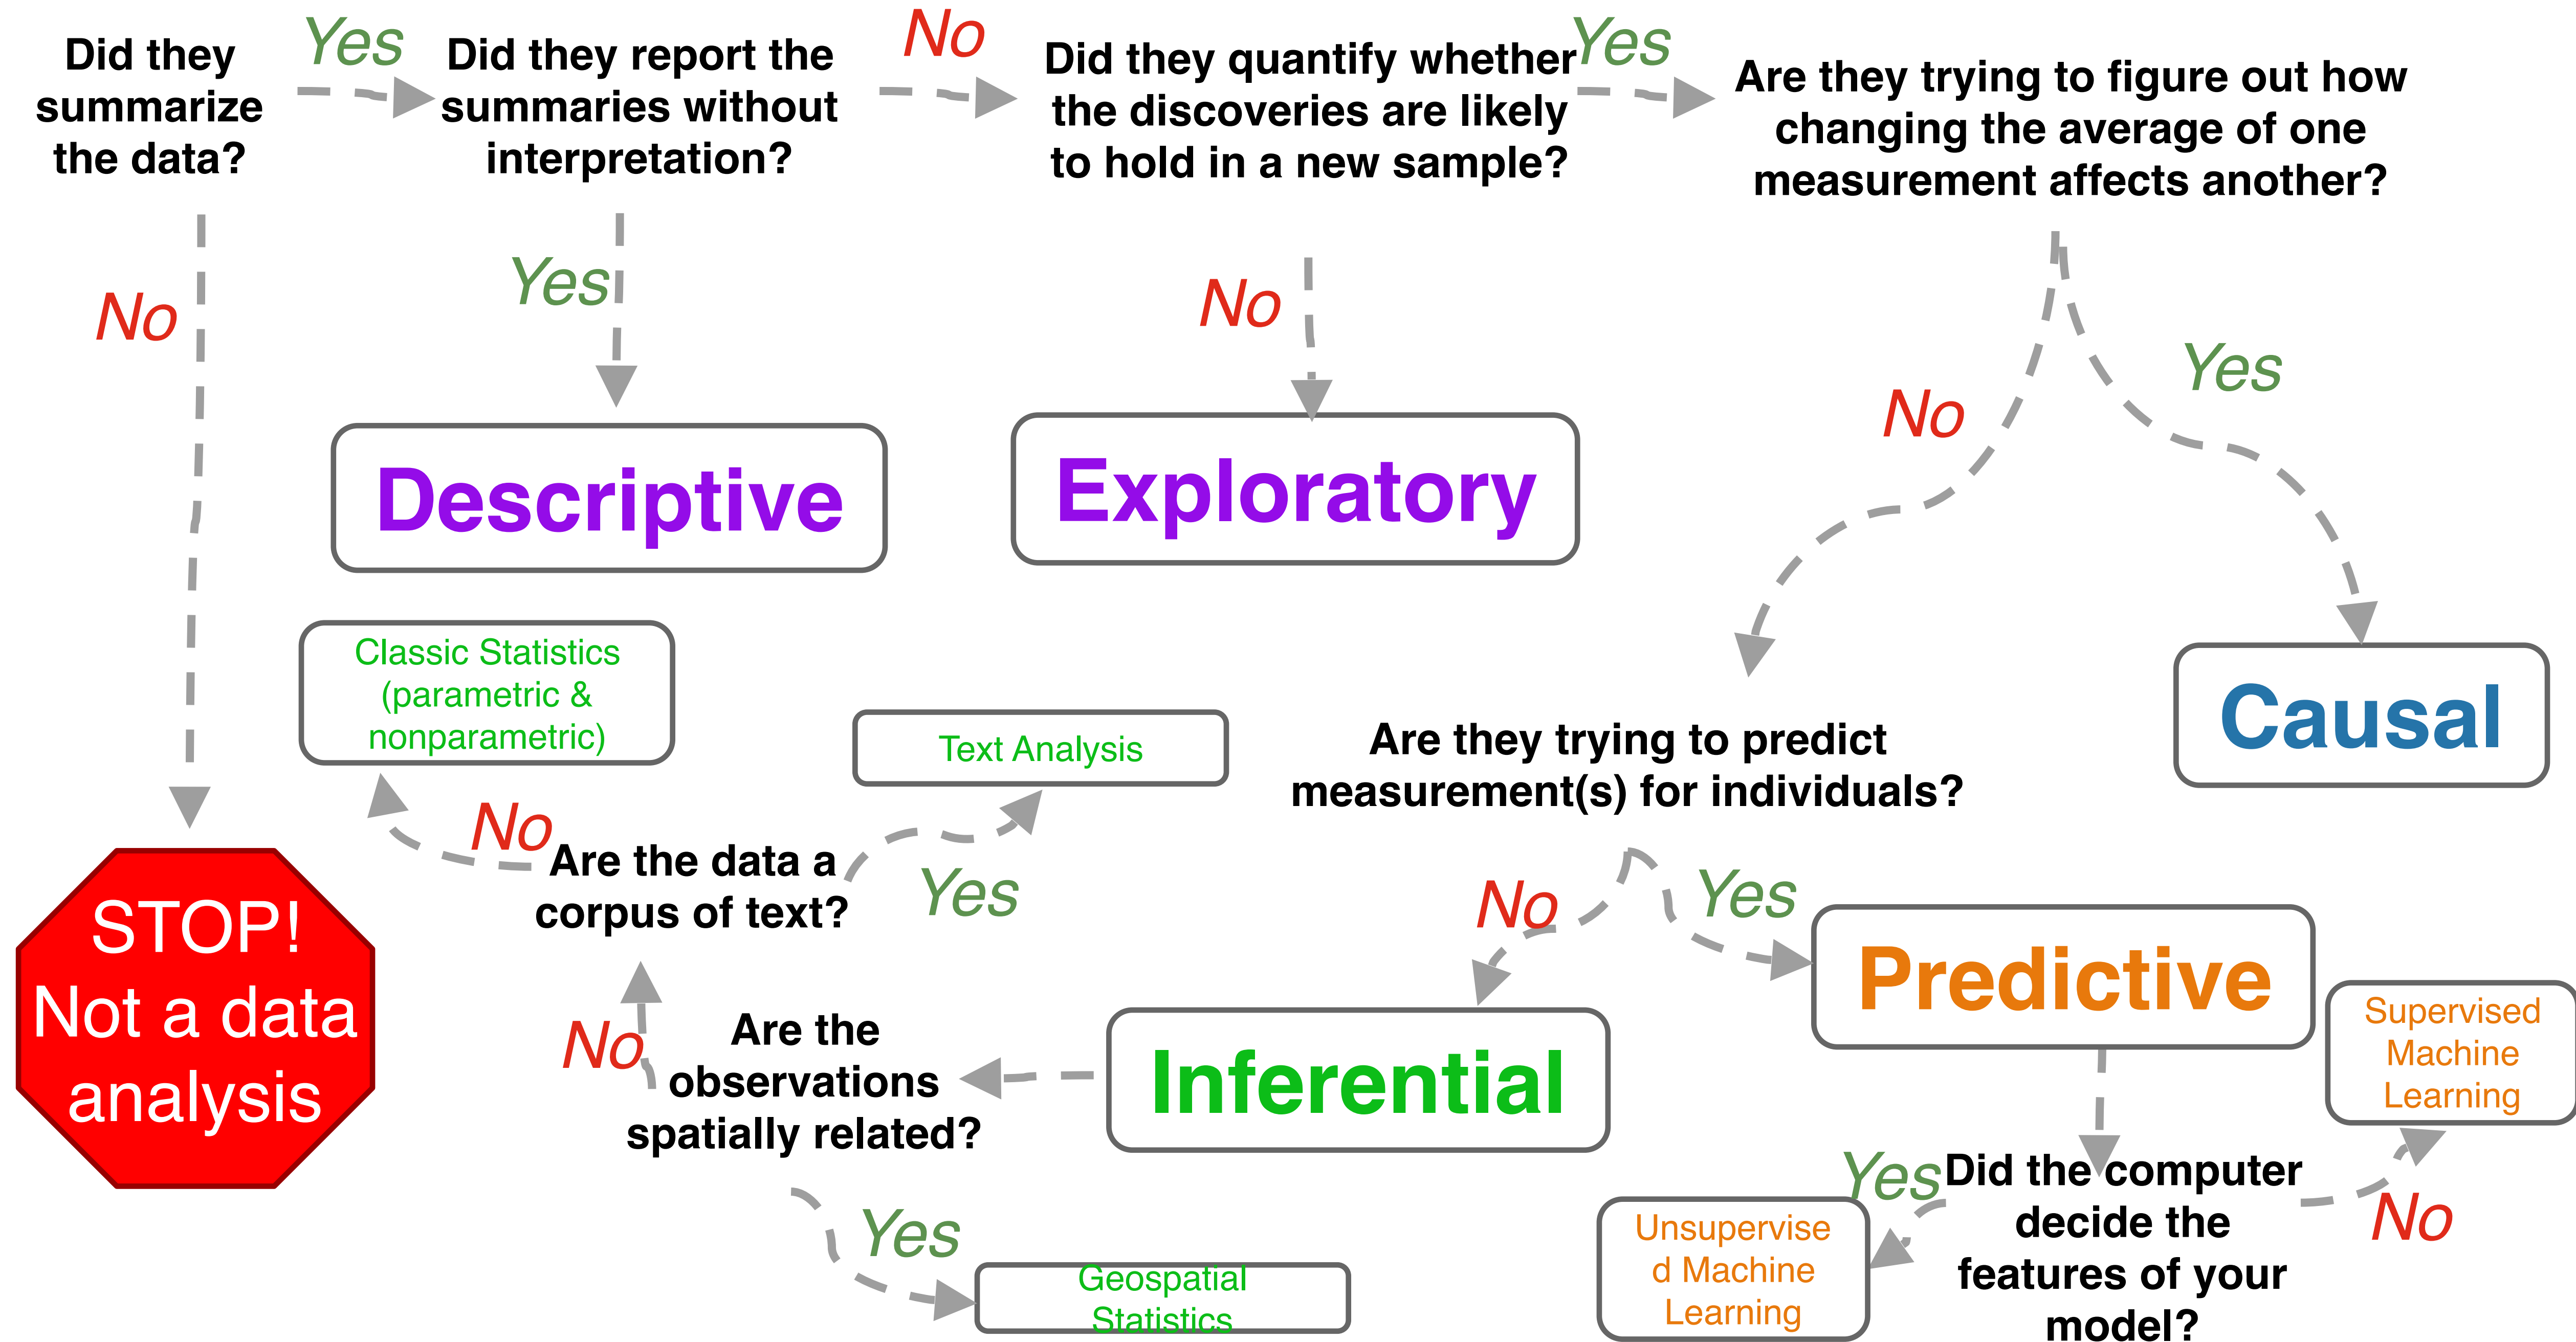 Did they
summarize
the data?
Yes
Did they report the
summaries without
interpretation?
No
Did they quantify whether
the discoveries are likely
to hold in a new sample?
Yes
Are they trying to figure out how
changing the average of one
measurement affects another?
No
Yes
No
No
Yes
Descriptive
Exploratory
Causal
Classic Statistics
(parametric &
nonparametric)
Text Analysis
Are they trying to predict
measurement(s) for individuals?
No
Are the data a
corpus of text?
Yes
No
Yes
STOP!
Not a data
analysis
No
Are the
observations
spatially related?
Inferential
Predictive
Supervised
Machine
Learning
Yes
Geospatial
Statistics
Yes
Did the computer
decide the
features of your
model?
No
Unsupervise
d Machine
Learning